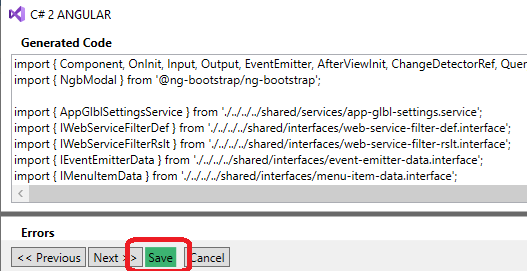 C# 2 ANGULAR
Generated Code
import { Component, OnInit, Input, Output, EventEmitter, AfterViewInit, ChangeDetectorRef, Quer
import { NgbModal } from '@ng-bootstrap/ng-bootstrap';
import { AppGlblSettingsService } from './../../../shared/services/app-glbl-settings.service';
import { IWebServiceFilterDef } from './../../../shared/interfaces/web-service-filter-def.interface';
import { IWebServiceFilterRslt } from './../../../shared/interfaces/web-service-filter-rslt.interface';
import { IEventEmitterData } from './../../../shared/interfaces/event-emitter-data.interface';
import { IMenuItemData } from './../../../shared/interfaces/menu-item-data.interface';
Errors
<< Previous Next >> Save Cancel